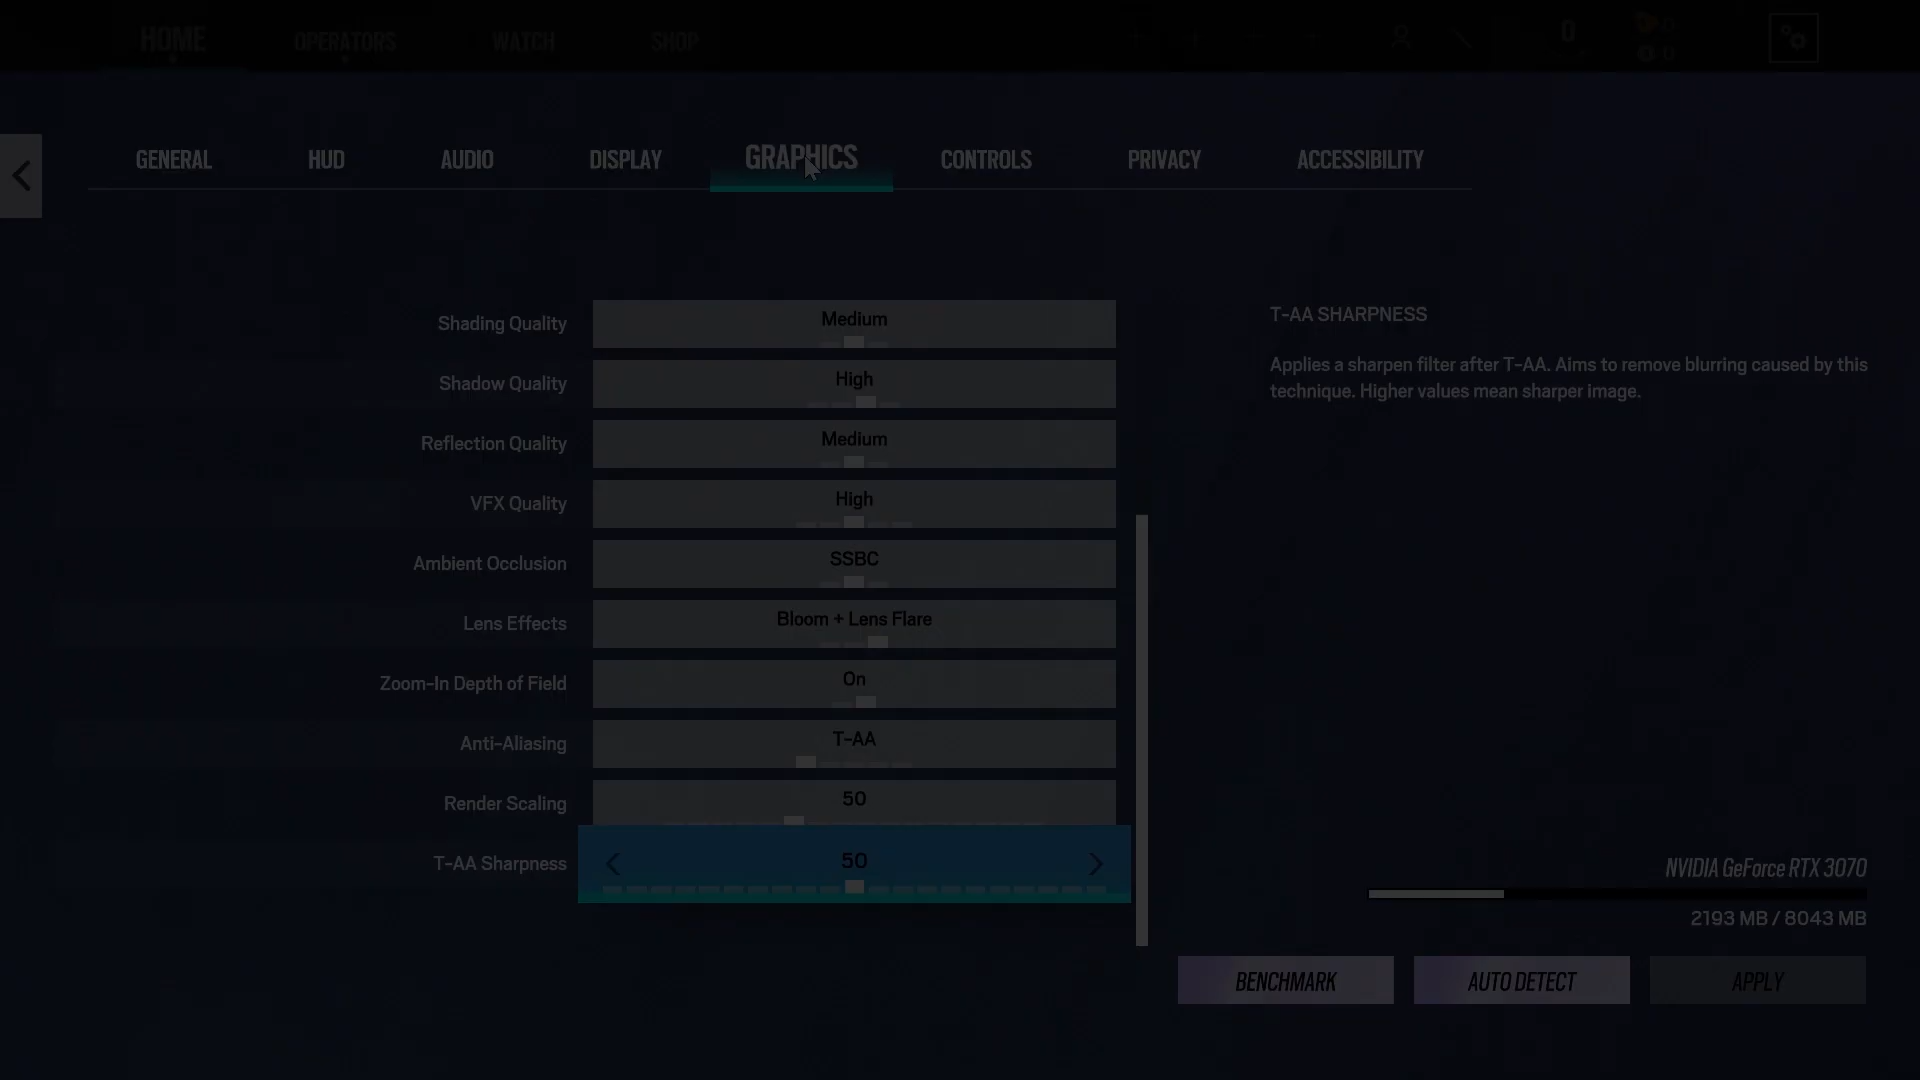 HOME
OPERATORS
WATCH
SHOP
0
0
0
GENERAL
HUD
AUDIO
DISPLAY
GRAPHICS
CONTROLS
PRIVACY
ACCESSIBILITY
Shading Quality
Medium
Shadow Quality
High
Reflection Quality
Medium
VFX Quality
High
Ambient Occlusion
SSBC
Lens Effects
Bloom + Lens Flare
Zoom-In Depth of Field
On
Anti-Aliasing
T-AA
Render Scaling
50
T-AA Sharpness
50
T-AA SHARPNESS
Applies a sharpen filter after T-AA. Aims to remove blurring caused by this
technique. Higher values mean sharper image.
NVIDIA GeForce RTX 3070
2193 MB / 8043 MB
BENCHMARK
AUTO DETECT
APPLY